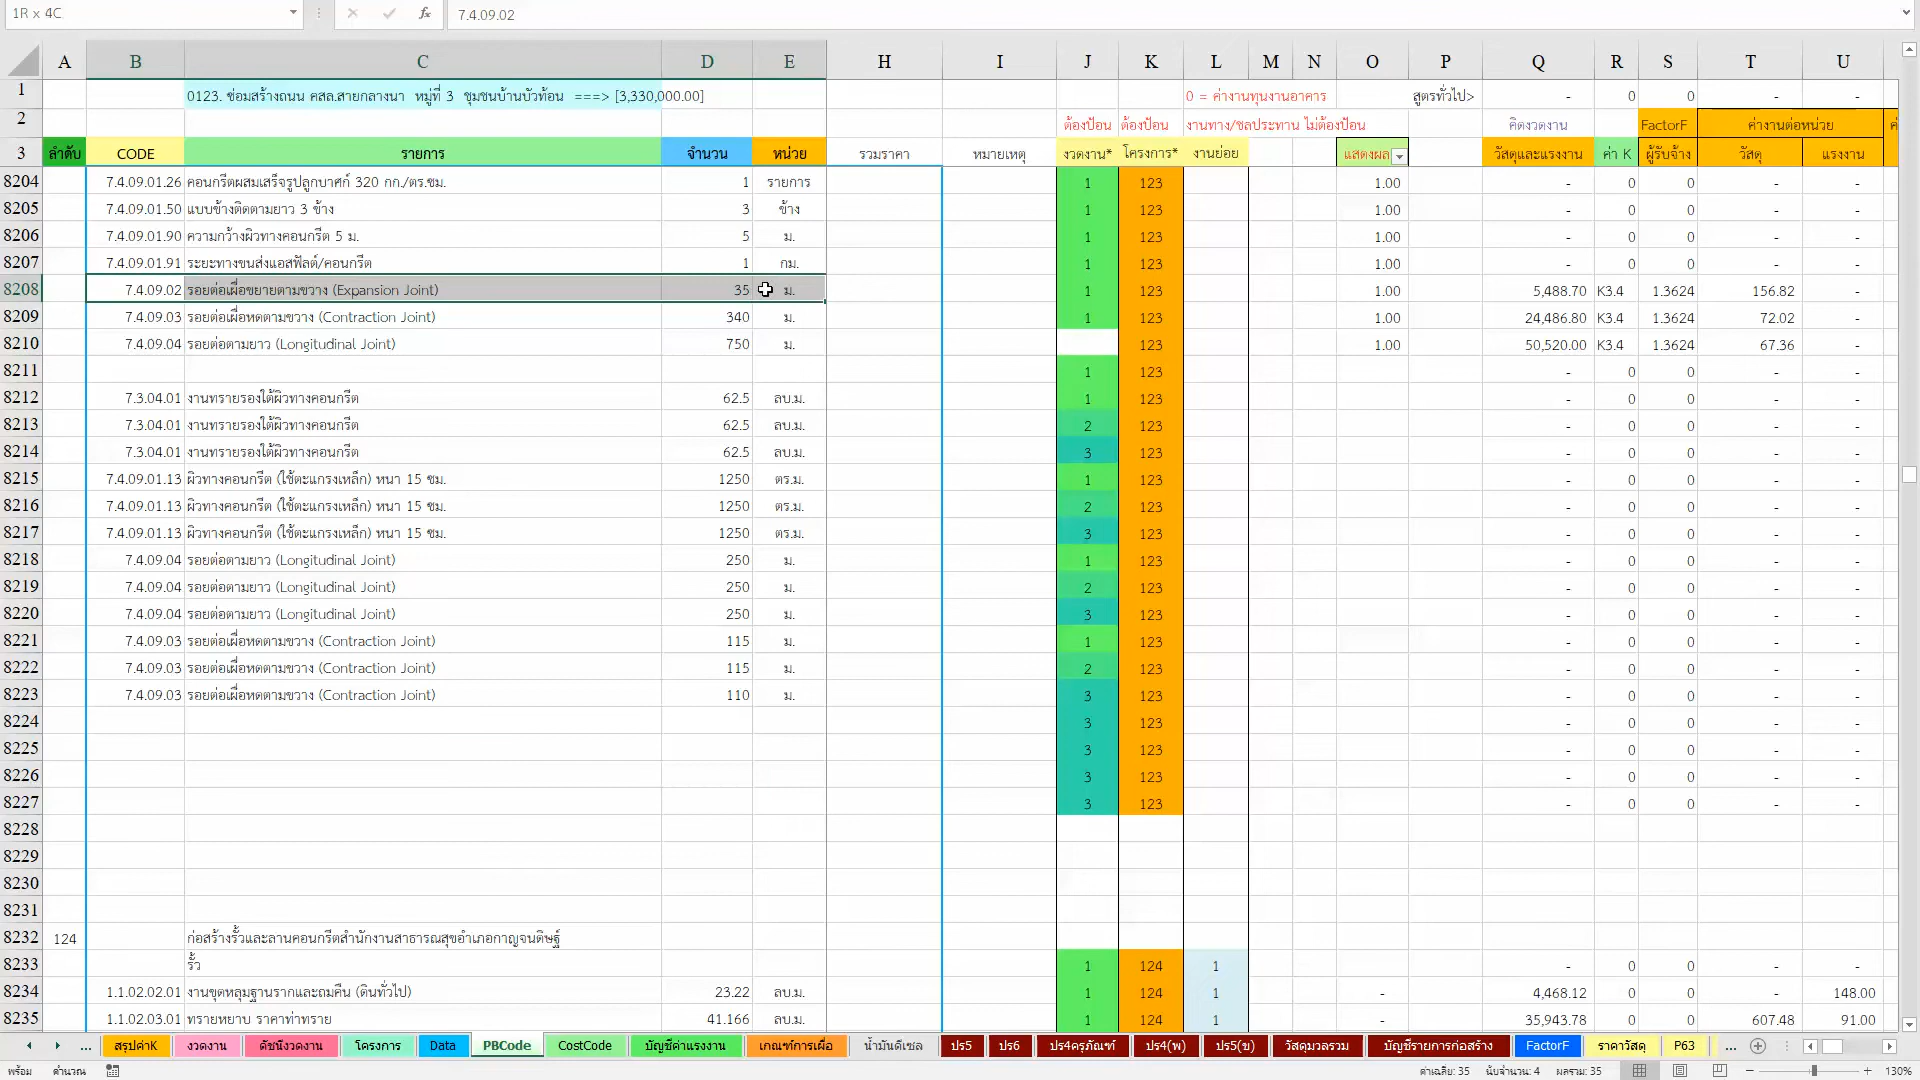 1R x 4C 7.4.09.02
A B C D E H I J K L M N O P Q R S T U
1 0123. ซ่อมสร้างถนน คสล.สายกลางนา หมู่ที่ 3 ชุมชนบ้านบัวท้อน ===> [3,330,000.00] 0 = ค่างานทุนงานอาคาร สูตรทั่วไป> - 0 0 - -
2 ต้องป้อน ต้องป้อน งานทาง/ชลประทาน ไม่ต้องป้อน คิดงวดงาน FactorF ค่างานต่อหน่วย
3 ลำดับ CODE รายการ จำนวน หน่วย รวมราคา หมายเหตุ งวดงาน* โครงการ* งานย่อย แสดงผล วัสดุและแรงงาน ค่า K ผู้รับจ้าง วัสดุ แรงงาน
8204 7.4.09.01.26 คอนกรีตผสมเสร็จรูปลูกบาศก์ 320 กก./ตร.ซม. 1 รายการ 1 123 1.00 - 0 0 - -
8205 7.4.09.01.50 แบบข้างติดตามยาว 3 ข้าง 3 ข้าง 1 123 1.00 - 0 0 - -
8206 7.4.09.01.90 ความกว้างผิวทางคอนกรีต 5 ม. 5 ม. 1 123 1.00 - 0 0 - -
8207 7.4.09.01.91 ระยะทางขนส่งแอสฟัลต์/คอนกรีต 1 กม. 1 123 1.00 - 0 0 - -
8208 7.4.09.02 รอยต่อเผื่อขยายตามขวาง (Expansion Joint) 35 ม. 1 123 1.00 5,488.70 K3.4 1.3624 156.82 -
8209 7.4.09.03 รอยต่อเผื่อหดตามขวาง (Contraction Joint) 340 ม. 1 123 1.00 24,486.80 K3.4 1.3624 72.02 -
8210 7.4.09.04 รอยต่อตามยาว (Longitudinal Joint) 750 ม. 123 1.00 50,520.00 K3.4 1.3624 67.36 -
8211 1 123 - 0 0 - -
8212 7.3.04.01 งานทรายรองใต้ผิวทางคอนกรีต 62.5 ลบ.ม. 1 123 - 0 0 - -
8213 7.3.04.01 งานทรายรองใต้ผิวทางคอนกรีต 62.5 ลบ.ม. 2 123 - 0 0 - -
8214 7.3.04.01 งานทรายรองใต้ผิวทางคอนกรีต 62.5 ลบ.ม. 3 123 - 0 0 - -
8215 7.4.09.01.13 ผิวทางคอนกรีต (ใช้ตะแกรงเหล็ก) หนา 15 ซม. 1250 ตร.ม. 1 123 - 0 0 - -
8216 7.4.09.01.13 ผิวทางคอนกรีต (ใช้ตะแกรงเหล็ก) หนา 15 ซม. 1250 ตร.ม. 2 123 - 0 0 - -
8217 7.4.09.01.13 ผิวทางคอนกรีต (ใช้ตะแกรงเหล็ก) หนา 15 ซม. 1250 ตร.ม. 3 123 - 0 0 - -
8218 7.4.09.04 รอยต่อตามยาว (Longitudinal Joint) 250 ม. 1 123 - 0 0 - -
8219 7.4.09.04 รอยต่อตามยาว (Longitudinal Joint) 250 ม. 2 123 - 0 0 - -
8220 7.4.09.04 รอยต่อตามยาว (Longitudinal Joint) 250 ม. 3 123 - 0 0 - -
8221 7.4.09.03 รอยต่อเผื่อหดตามขวาง (Contraction Joint) 115 ม. 1 123 - 0 0 - -
8222 7.4.09.03 รอยต่อเผื่อหดตามขวาง (Contraction Joint) 115 ม. 2 123 - 0 0 - -
8223 7.4.09.03 รอยต่อเผื่อหดตามขวาง (Contraction Joint) 110 ม. 3 123 - 0 0 - -
8224 3 123 - 0 0 - -
8225 3 123 - 0 0 - -
8226 3 123 - 0 0 - -
8227 3 123 - 0 0 - -
8228
8229
8230
8231
8232 124 ก่อสร้างรั้วและลานคอนกรีตสำนักงานสาธารณสุขอำเภอกาญจนดิษฐ์
8233 รั้ว 1 124 1 - 0 0 - -
8234 1.1.02.02.01 งานขุดหลุมฐานรากและถมคืน (ดินทั่วไป) 23.22 ลบ.ม. 1 124 1 - 4,468.12 0 0 - 148.00
8235 1.1.02.03.01 ทรายหยาบ ราคาท่าทราย 41.166 ลบ.ม. 1 124 1 - 35,943.78 0 0 607.48 91.00
... สรุปค่าK งวดงาน ดัชนีงวดงาน โครงการ Data PBCode CostCode บัญชีค่าแรงงาน เกณฑ์การเผื่อ น้ำมันดีเซล ปร5 ปร6 ปร4ครุภัณฑ์ ปร4(พ) ปร5(ข) วัสดุมวลรวม บัญชีรายการก่อสร้าง FactorF ราคาวัสดุ P63 ...
พร้อม คำนวณ ค่าเฉลี่ย: 35 นับจำนวน: 4 ผลรวม: 35 130%